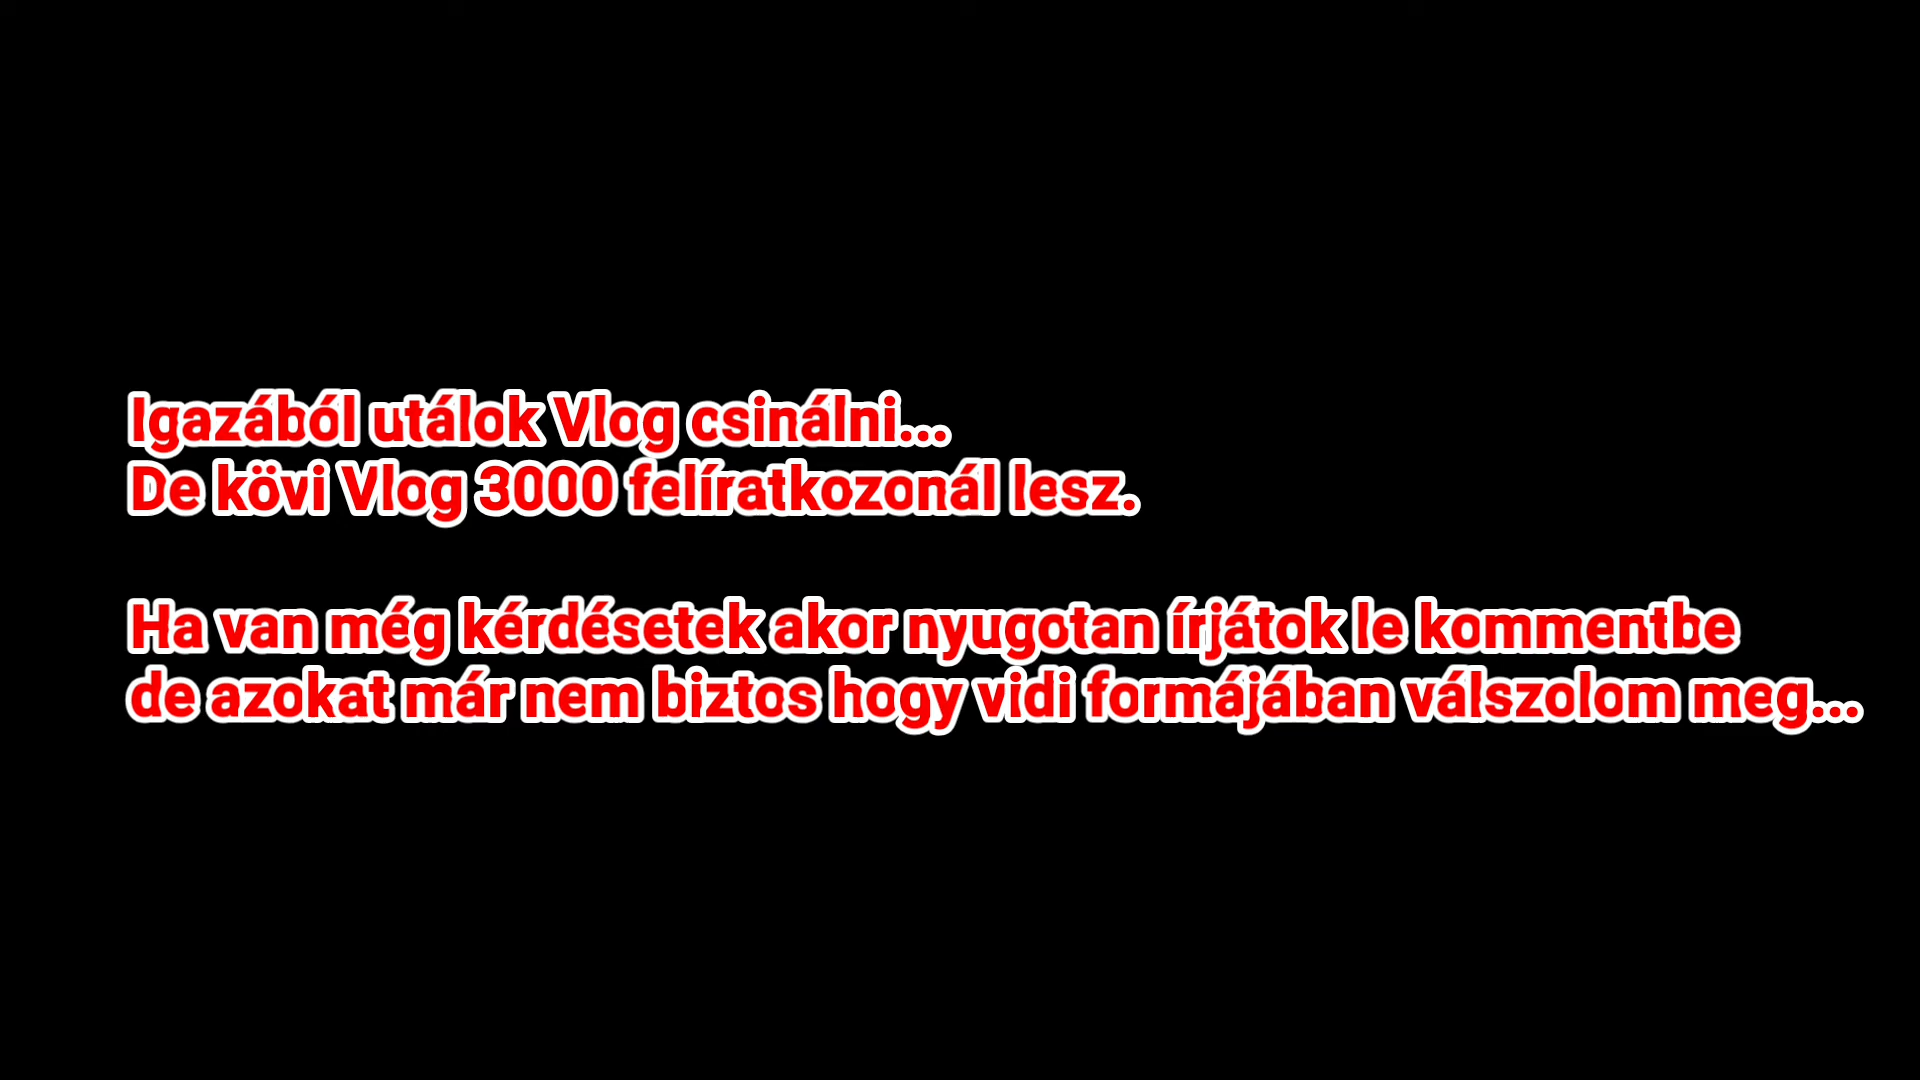 Igazából utálok Vlog csinálni...
De kövi Vlog 3000 felíratkozonál lesz.
Ha van még kérdésetek akor nyugotan írjátok le kommentbe
de azokat már nem biztos hogy vidi formájában válszolom meg...